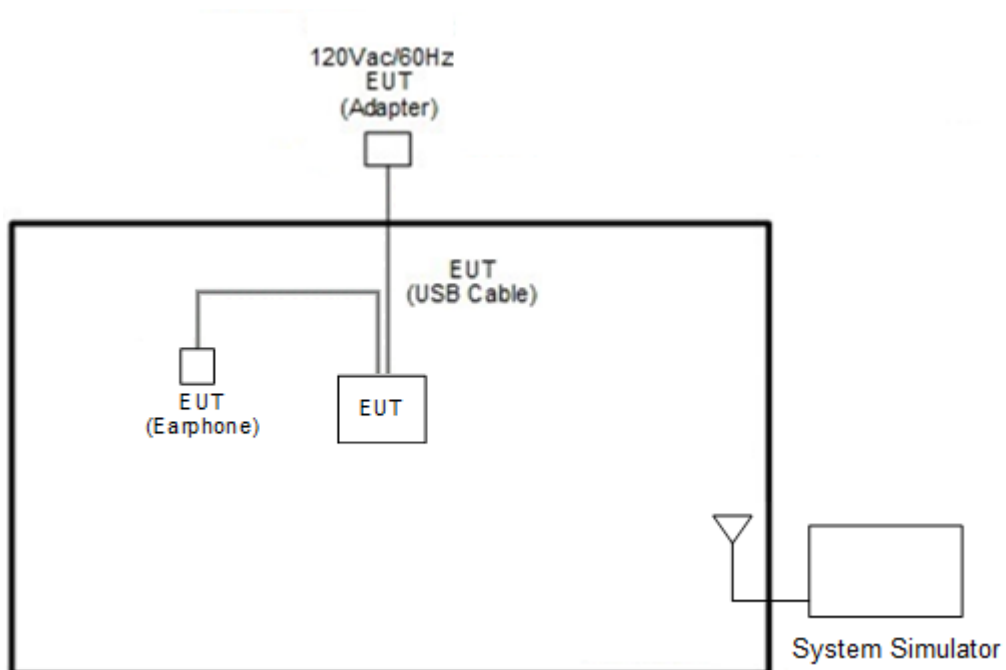 120Vac/60Hz
EUT
(Adapter)
EUT
(USB Cable)
EUT
(Earphone)
EUT
System Simulator